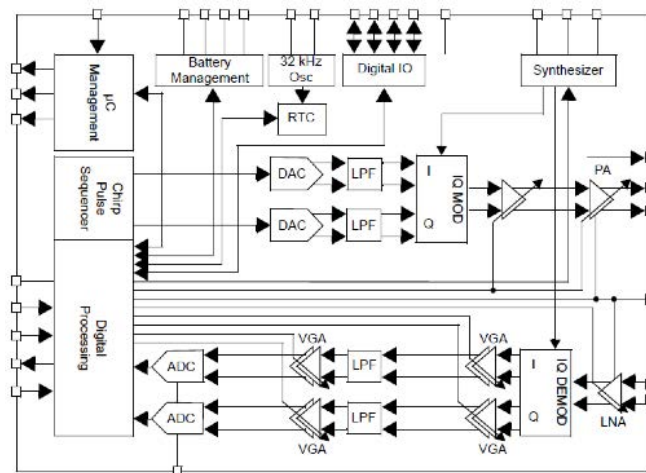 µC
Management
Battery
Management
32 kHz
Osc
Digital IO
Synthesizer
RTC
Chirp
Pulse
Sequencer
DAC
LPF
I
IQ MOD
Q
DAC
LPF
PA
Digital
Processing
VGA
VGA
ADC
LPF
I
IQ DEMOD
Q
ADC
LPF
VGA
VGA
LNA